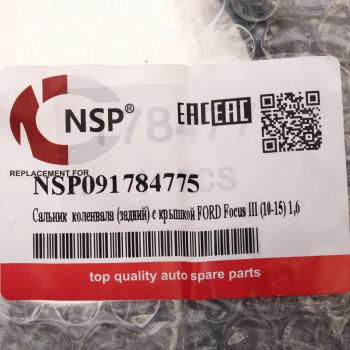 NSP®
EAC EAC
REPLACEMENT FOR
NSP091784775
Сальник коленвала (задний) с крышкой FORD Focus III (10-15) 1,6
top quality auto spare parts